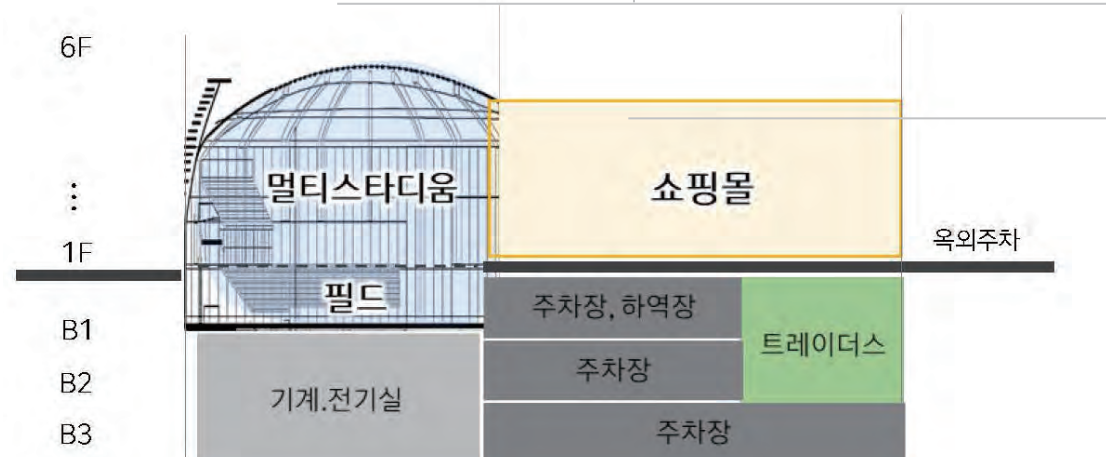 6F
멀티스타디움
쇼핑몰
⋮
1F
옥외주차
필드
주차장, 하역장
B1
트레이더스
주차장
B2
기계.전기실
B3
주차장